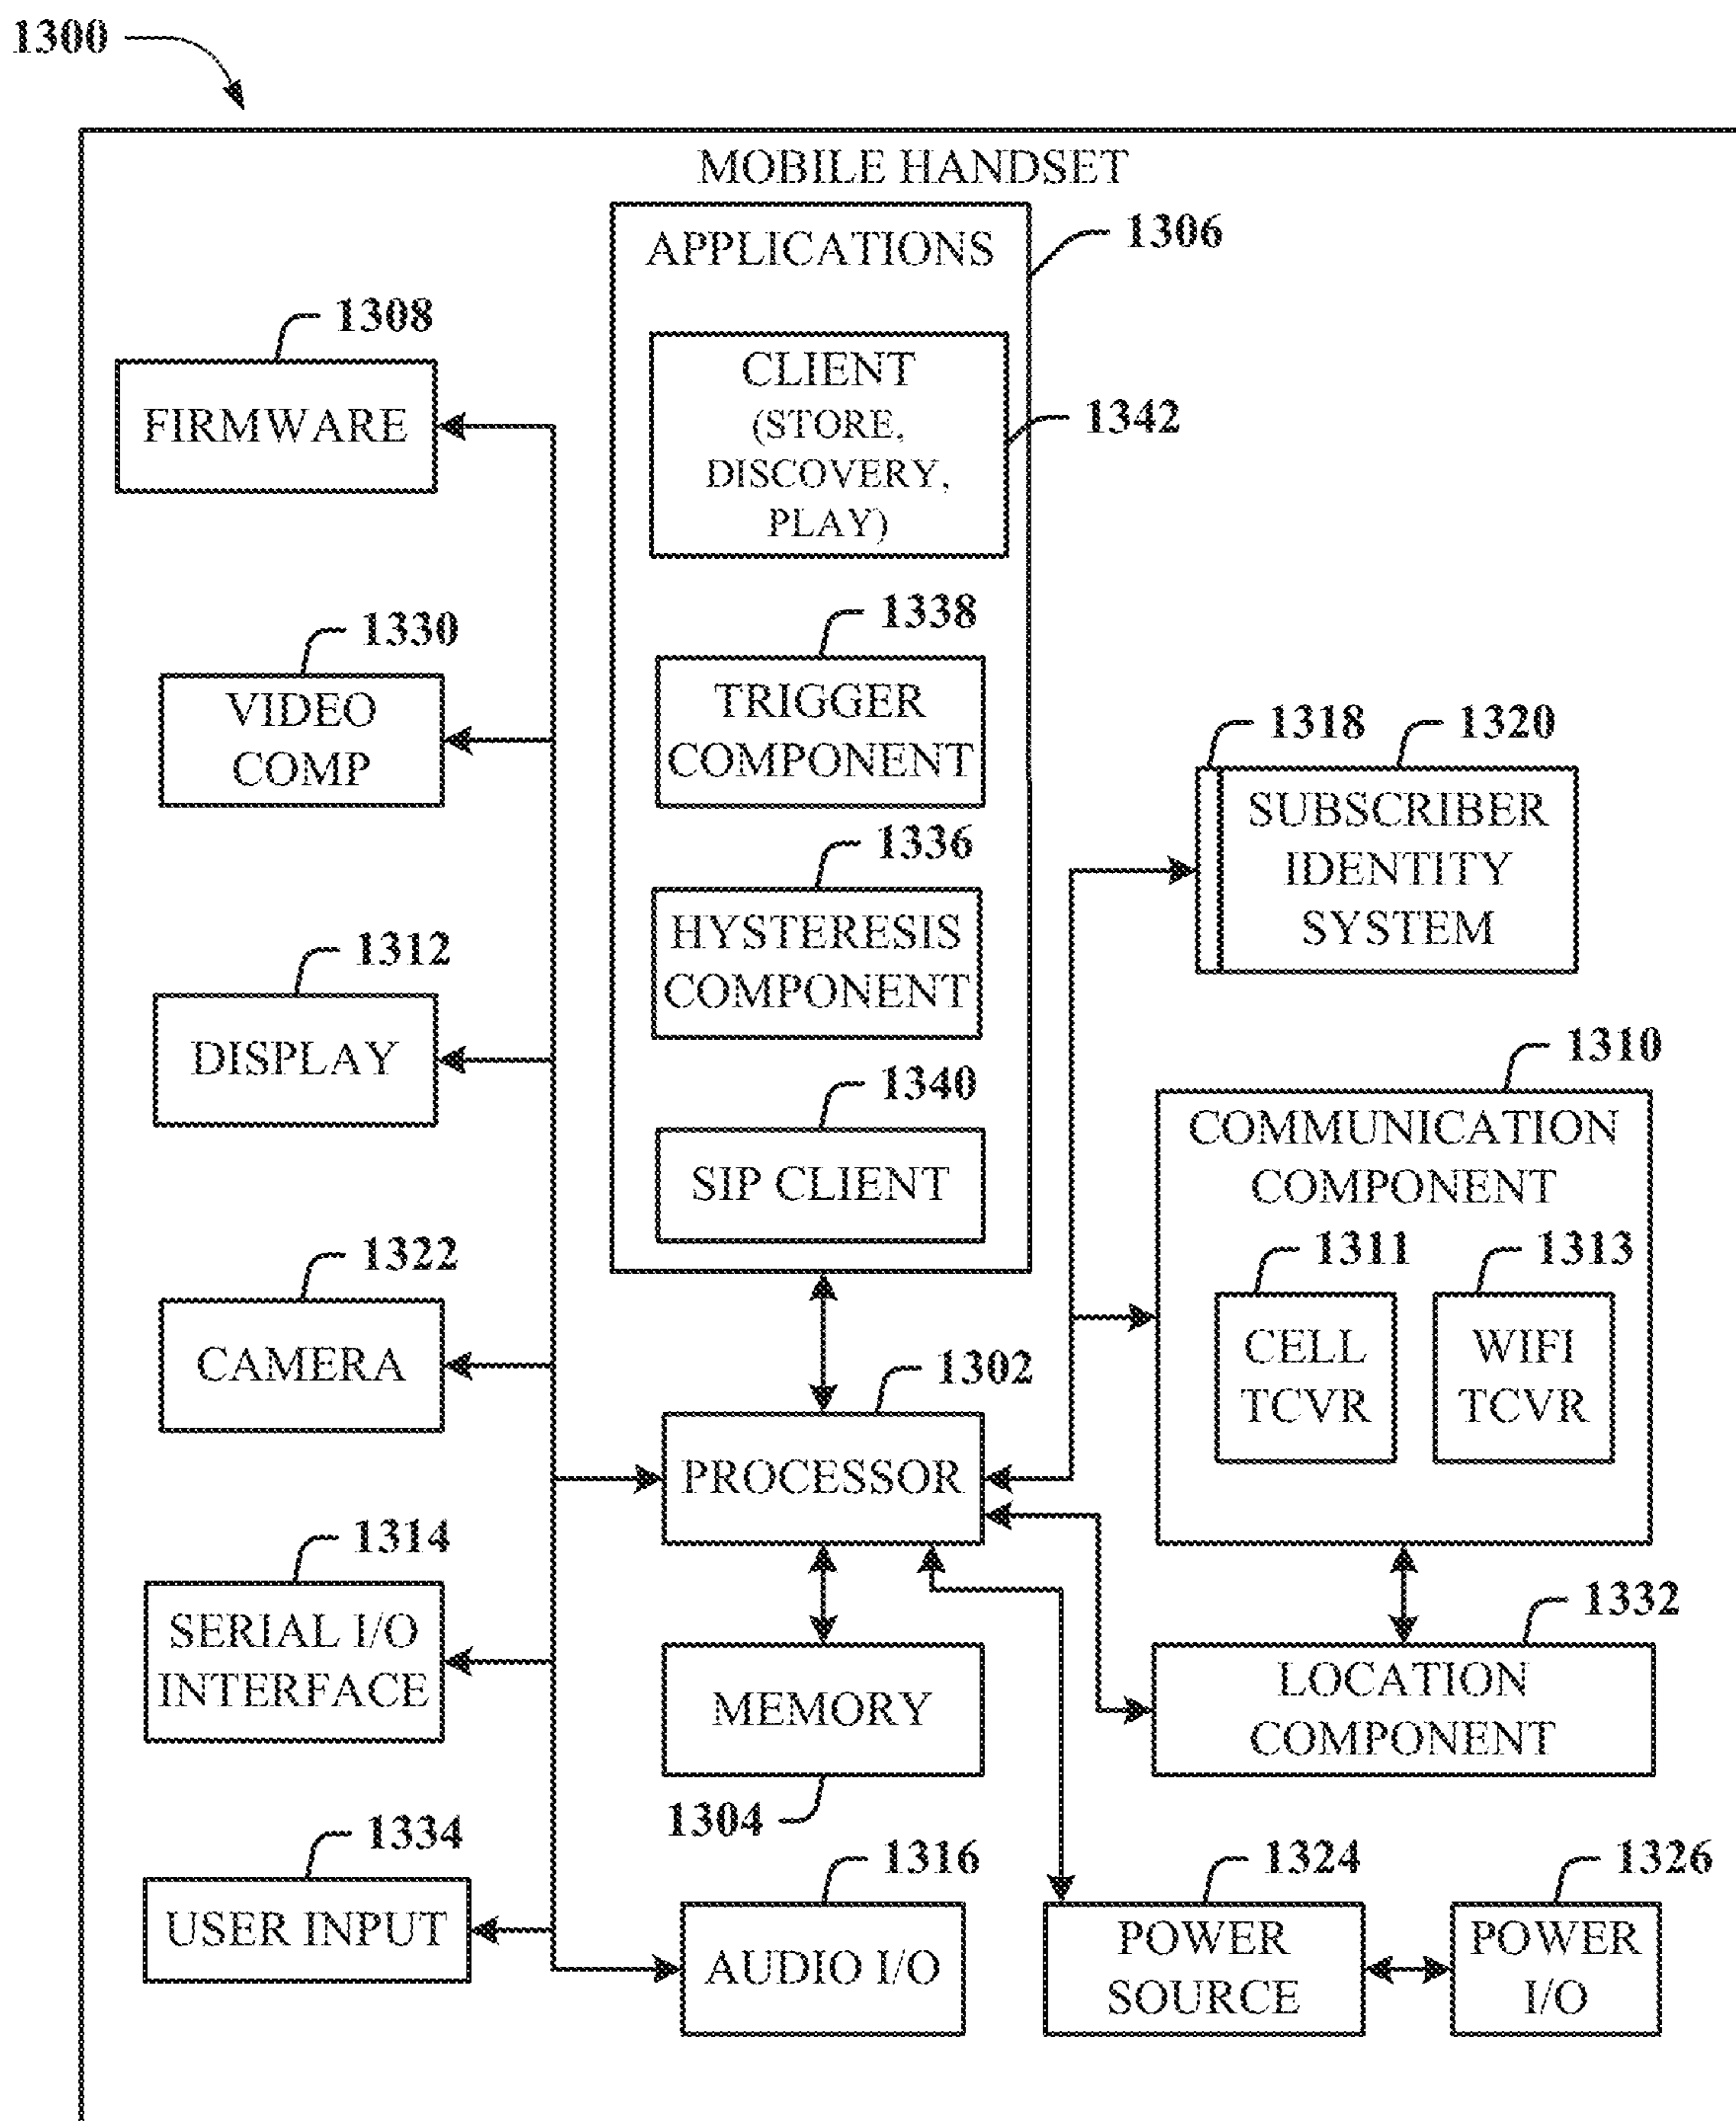 1300
MOBILE HANDSET
APPLICATIONS
1306
CLIENT
(STORE,
DISCOVERY,
PLAY)
1342
1308
FIRMWARE
1338
TRIGGER
COMPONENT
1330
VIDEO
COMP
1318
1320
SUBSCRIBER
IDENTITY
SYSTEM
1336
HYSTERESIS
COMPONENT
1312
DISPLAY
1340
SIP CLIENT
1310
COMMUNICATION
COMPONENT
1311
CELL
TCVR
1313
WIFI
TCVR
1322
CAMERA
1302
PROCESSOR
1314
SERIAL I/O
INTERFACE
MEMORY
1304
1332
LOCATION
COMPONENT
1334
USER INPUT
1316
AUDIO I/O
1324
POWER
SOURCE
1326
POWER
I/O